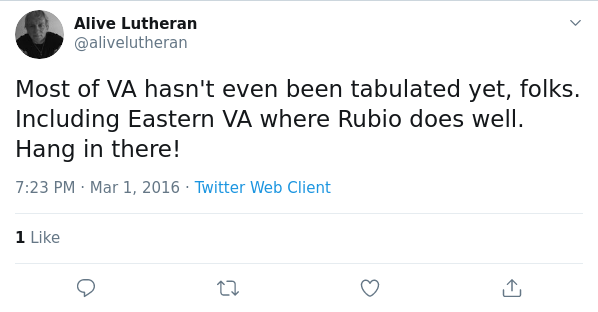 Alive Lutheran
@alivelutheran
Most of VA hasn't even been tabulated yet, folks.
Including Eastern VA where Rubio does well.
Hang in there!
7:23 PM · Mar 1, 2016 · Twitter Web Client
1 Like